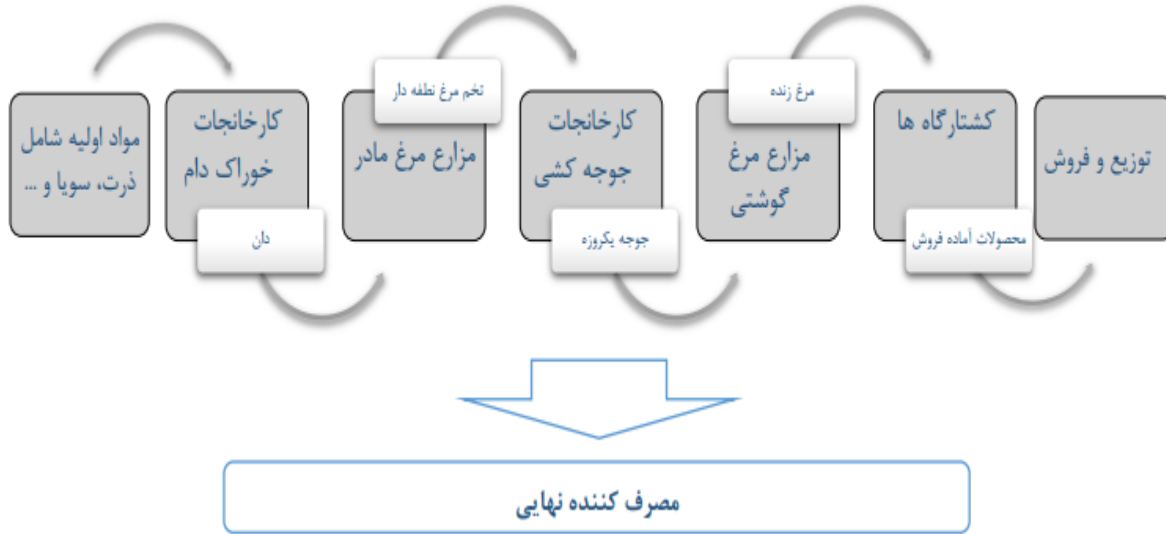 مواد اولیه شامل
ذرت، سویا و ...
کارخانجات
خوراک دام
دان
تخم مرغ نطفه دار
مزارع مرغ مادر
کارخانجات
جوجه کشی
جوجه یکروزه
مرغ زنده
مزارع مرغ
گوشتی
کشتارگاه ها
محصولات آماده فروش
توزیع و فروش
مصرف کننده نهایی